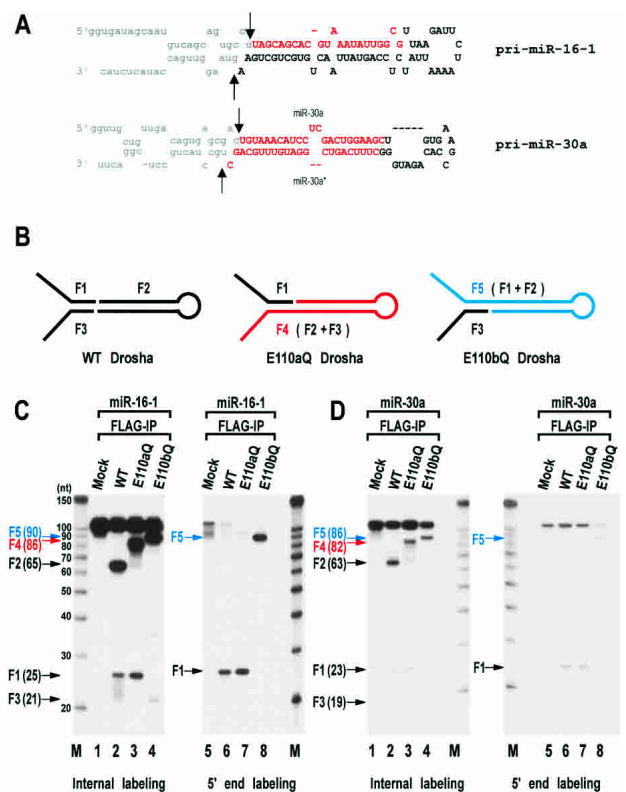 A
5' gguguauagcaauau ag c c - A C U GAUU
gucagc ugc u UAGCAGCAC GU AAUAUUGG G UAA C
caguug aug AGUCGUCGUG CA UUAUGACC C AUU U
3' caucucauauc ga A U A U U AAAA
pri-miR-16-1
miR-30a
5' gguug uuga a a UC ----- A
cug cagug gcg c UGUAAACAUCC GACUGGAAGCU GUG A
ggc gucau cgu GACGUUUGUAGG CUGACUUUCGG CAC G
3' uuca -ucc c C -- GUAGA C
miR-30a*
pri-miR-30a
B
F1 F2
F3
WT Drosha
F1
F4 ( F2 + F3 )
E110aQ Drosha
F5 ( F1 + F2 )
F3
E110bQ Drosha
C
miR-16-1
FLAG-IP
Mock WT E110aQ E110bQ
(nt)
150
100
90
80
70
60
50
40
30
20
F5 (90)
F4 (86)
F2 (65)
F1 (25)
F3 (21)
M 1 2 3 4
Internal labeling
miR-16-1
FLAG-IP
Mock WT E110aQ E110bQ
F5
F1
5 6 7 8 M
5' end labeling
D
miR-30a
FLAG-IP
Mock WT E110aQ E110bQ
F5 (86)
F4 (82)
F2 (63)
F1 (23)
F3 (19)
1 2 3 4 M
Internal labeling
miR-30a
FLAG-IP
Mock WT E110aQ E110bQ
F5
F1
M 5 6 7 8
5' end labeling